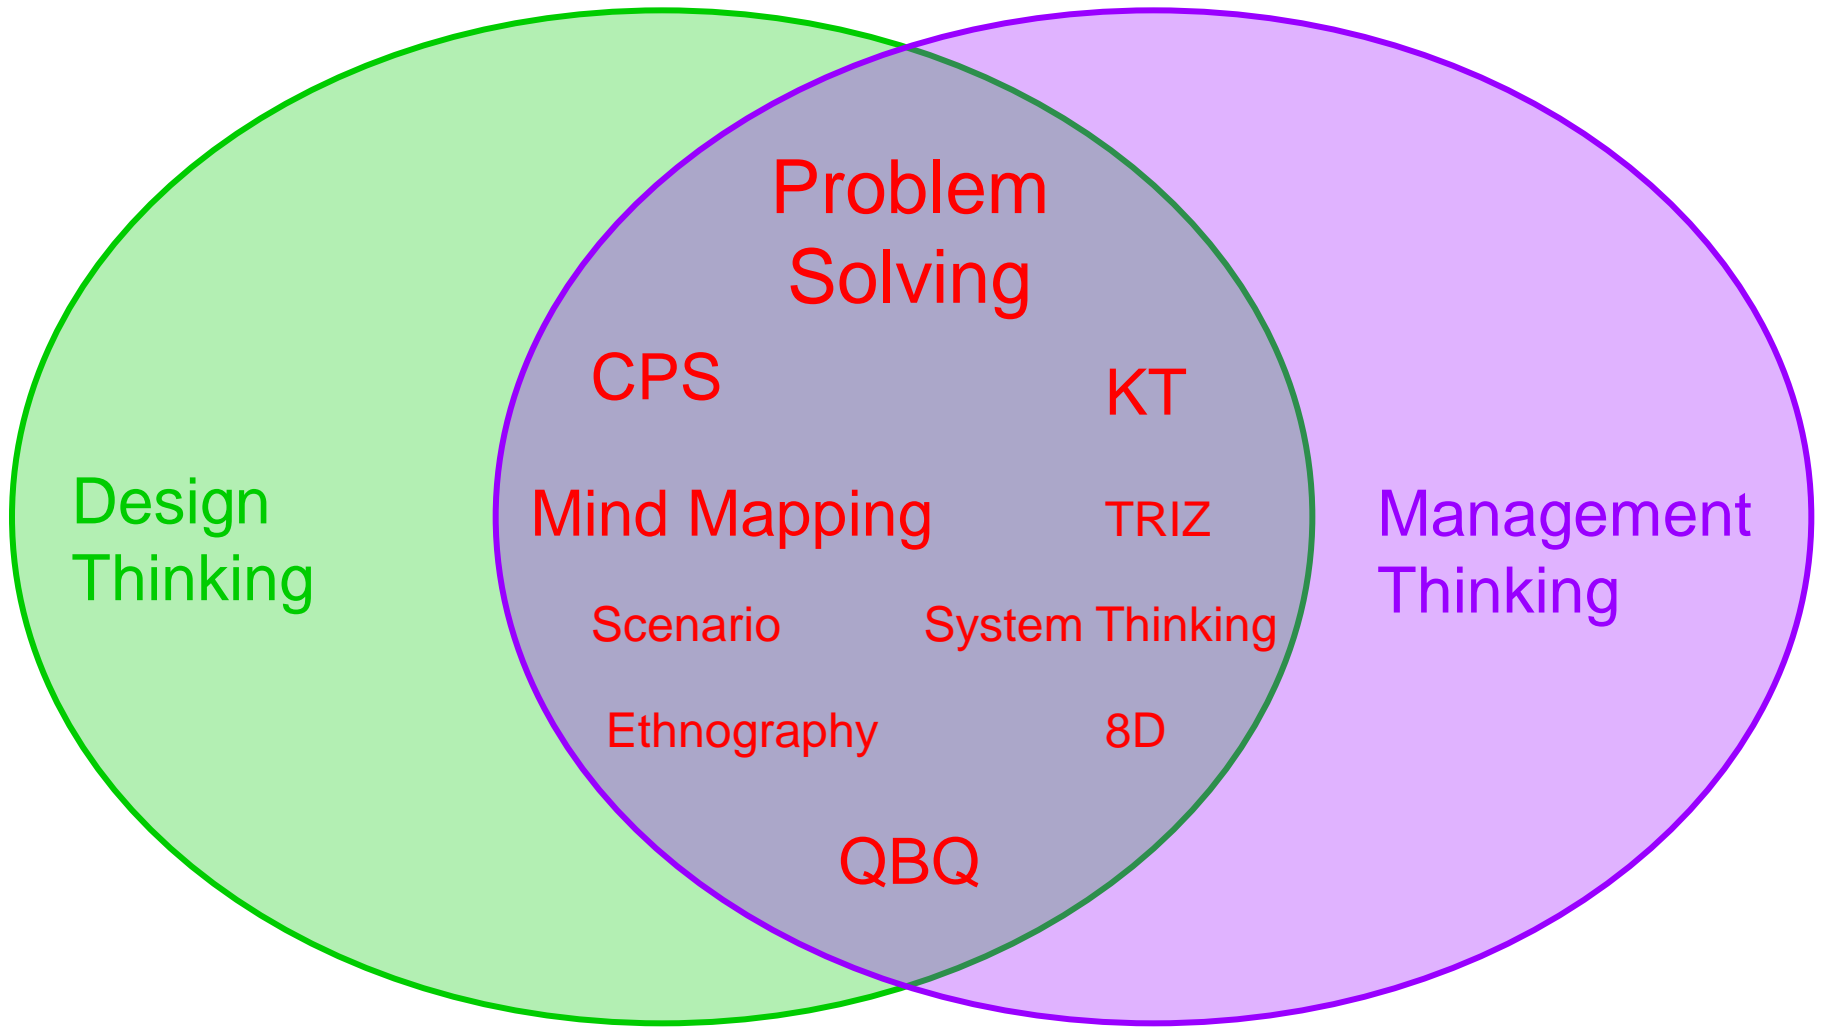 Problem
Solving
CPS
KT
Design
Thinking
Mind Mapping
TRIZ
Management
Thinking
Scenario
System Thinking
Ethnography
8D
QBQ